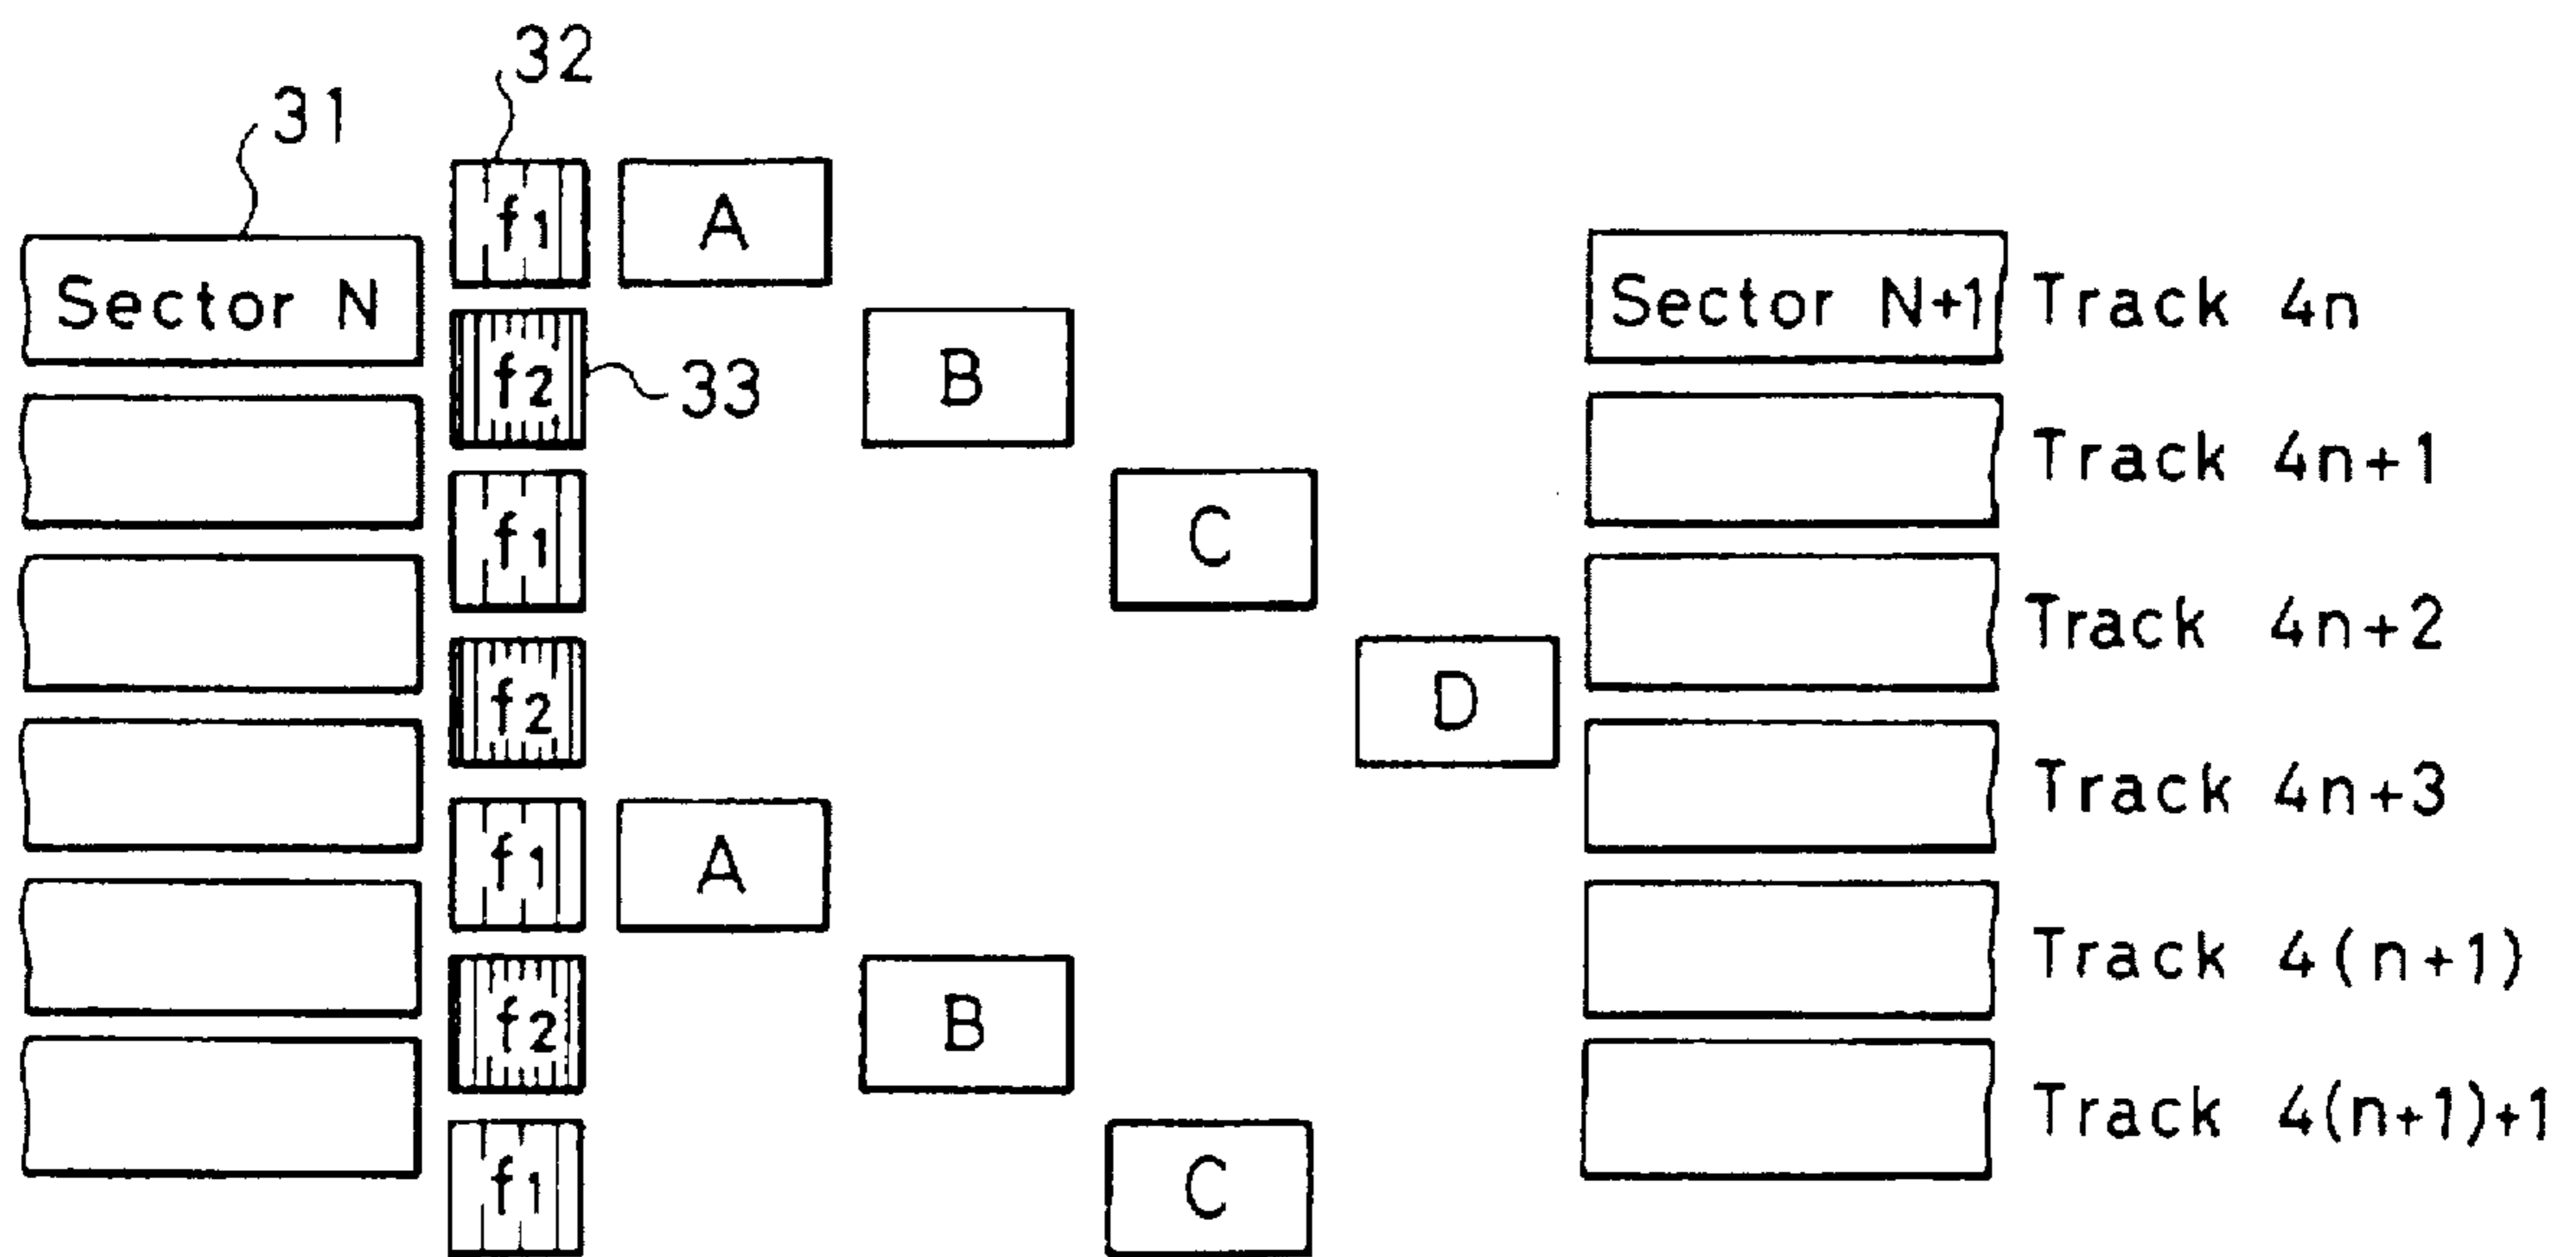 32
31
f1 A
Sector N Sector N+1 Track 4n
f2 33 B
Track 4n+1
f1 C
Track 4n+2
f2 D
Track 4n+3
f1 A
Track 4(n+1)
f2 B
Track 4(n+1)+1
f1 C